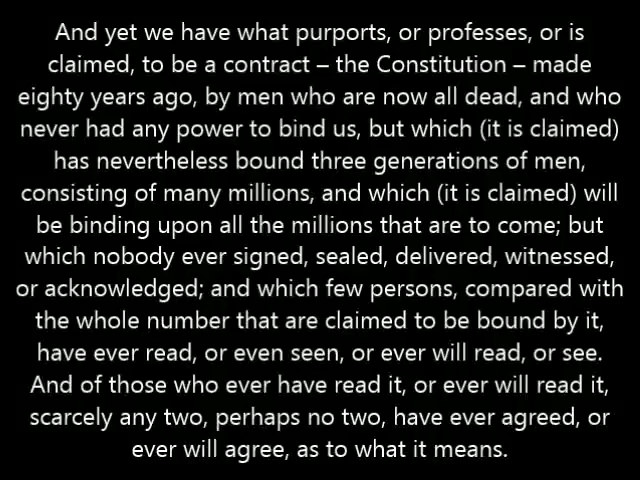 And yet we have what purports, or professes, or is
claimed, to be a contract – the Constitution – made
eighty years ago, by men who are now all dead, and who
never had any power to bind us, but which (it is claimed)
has nevertheless bound three generations of men,
consisting of many millions, and which (it is claimed) will
be binding upon all the millions that are to come; but
which nobody ever signed, sealed, delivered, witnessed,
or acknowledged; and which few persons, compared with
the whole number that are claimed to be bound by it,
have ever read, or even seen, or ever will read, or see.
And of those who ever have read it, or ever will read it,
scarcely any two, perhaps no two, have ever agreed, or
ever will agree, as to what it means.